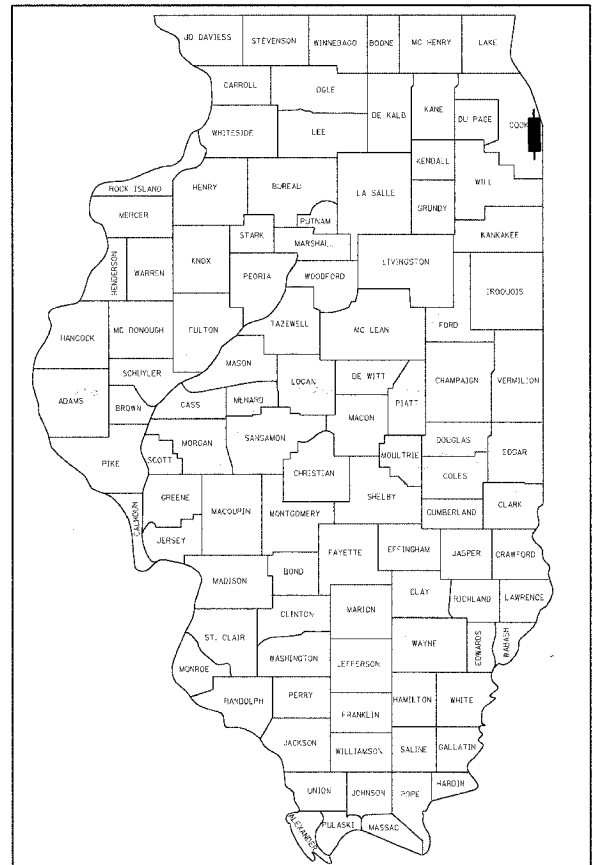 JO DAVIESS
STEVENSON
WINNEBAGO
BOONE
MC HENRY
LAKE
CARROLL
OGLE
DE KALB
KANE
DU PAGE
COOK
WHITESIDE
LEE
KENDALL
WILL
ROCK ISLAND
HENRY
BUREAU
LA SALLE
GRUNDY
MERCER
PUTNAM
KANKAKEE
STARK
MARSHALL
HENDERSON
WARREN
KNOX
PEORIA
WOODFORD
LIVINGSTON
IROQUOIS
HANCOCK
MC DONOUGH
FULTON
TAZEWELL
MC LEAN
FORD
SCHUYLER
MASON
LOGAN
DE WITT
CHAMPAIGN
VERMILION
ADAMS
BROWN
CASS
MENARD
MACON
PIATT
MORGAN
SANGAMON
DOUGLAS
EDGAR
PIKE
SCOTT
CHRISTIAN
MOULTRIE
COLES
CALHOUN
GREENE
MACOUPIN
MONTGOMERY
SHELBY
CUMBERLAND
CLARK
JERSEY
FAYETTE
EFFINGHAM
JASPER
CRAWFORD
MADISON
BOND
CLAY
RICHLAND
LAWRENCE
CLINTON
MARION
ST. CLAIR
WAYNE
EDWARDS
WABASH
MONROE
WASHINGTON
JEFFERSON
RANDOLPH
PERRY
HAMILTON
WHITE
FRANKLIN
JACKSON
WILLIAMSON
SALINE
GALLATIN
UNION
JOHNSON
POPE
HARDIN
ALEXANDER
PULASKI
MASSAC